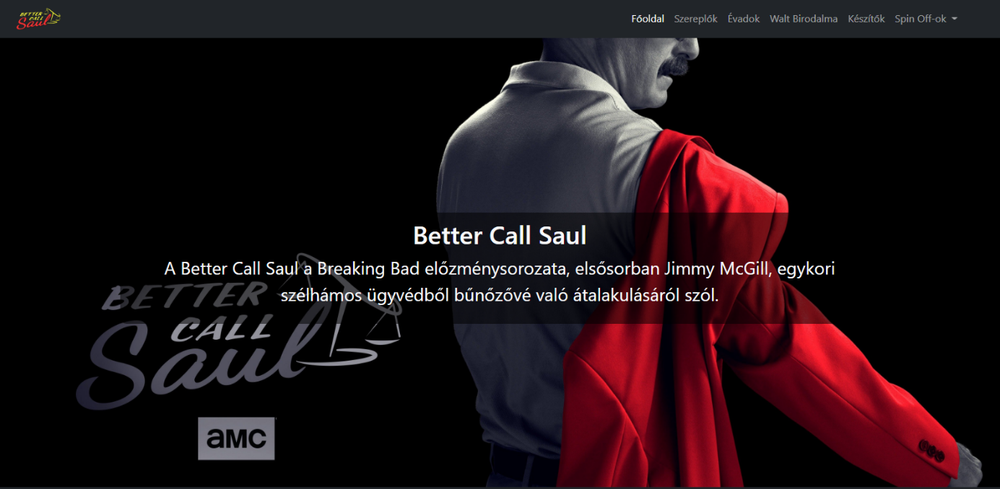 BETTER
CALL
Saul
Főoldal Szereplők Évadok Walt Birodalma Készítők Spin Off-ok
Better Call Saul
A Better Call Saul a Breaking Bad előzménysorozata, elsősorban Jimmy McGill, egykori
szélhámos ügyvédből bűnözővé való átalakulásáról szól.
BETTER
CALL
Saul
aMC